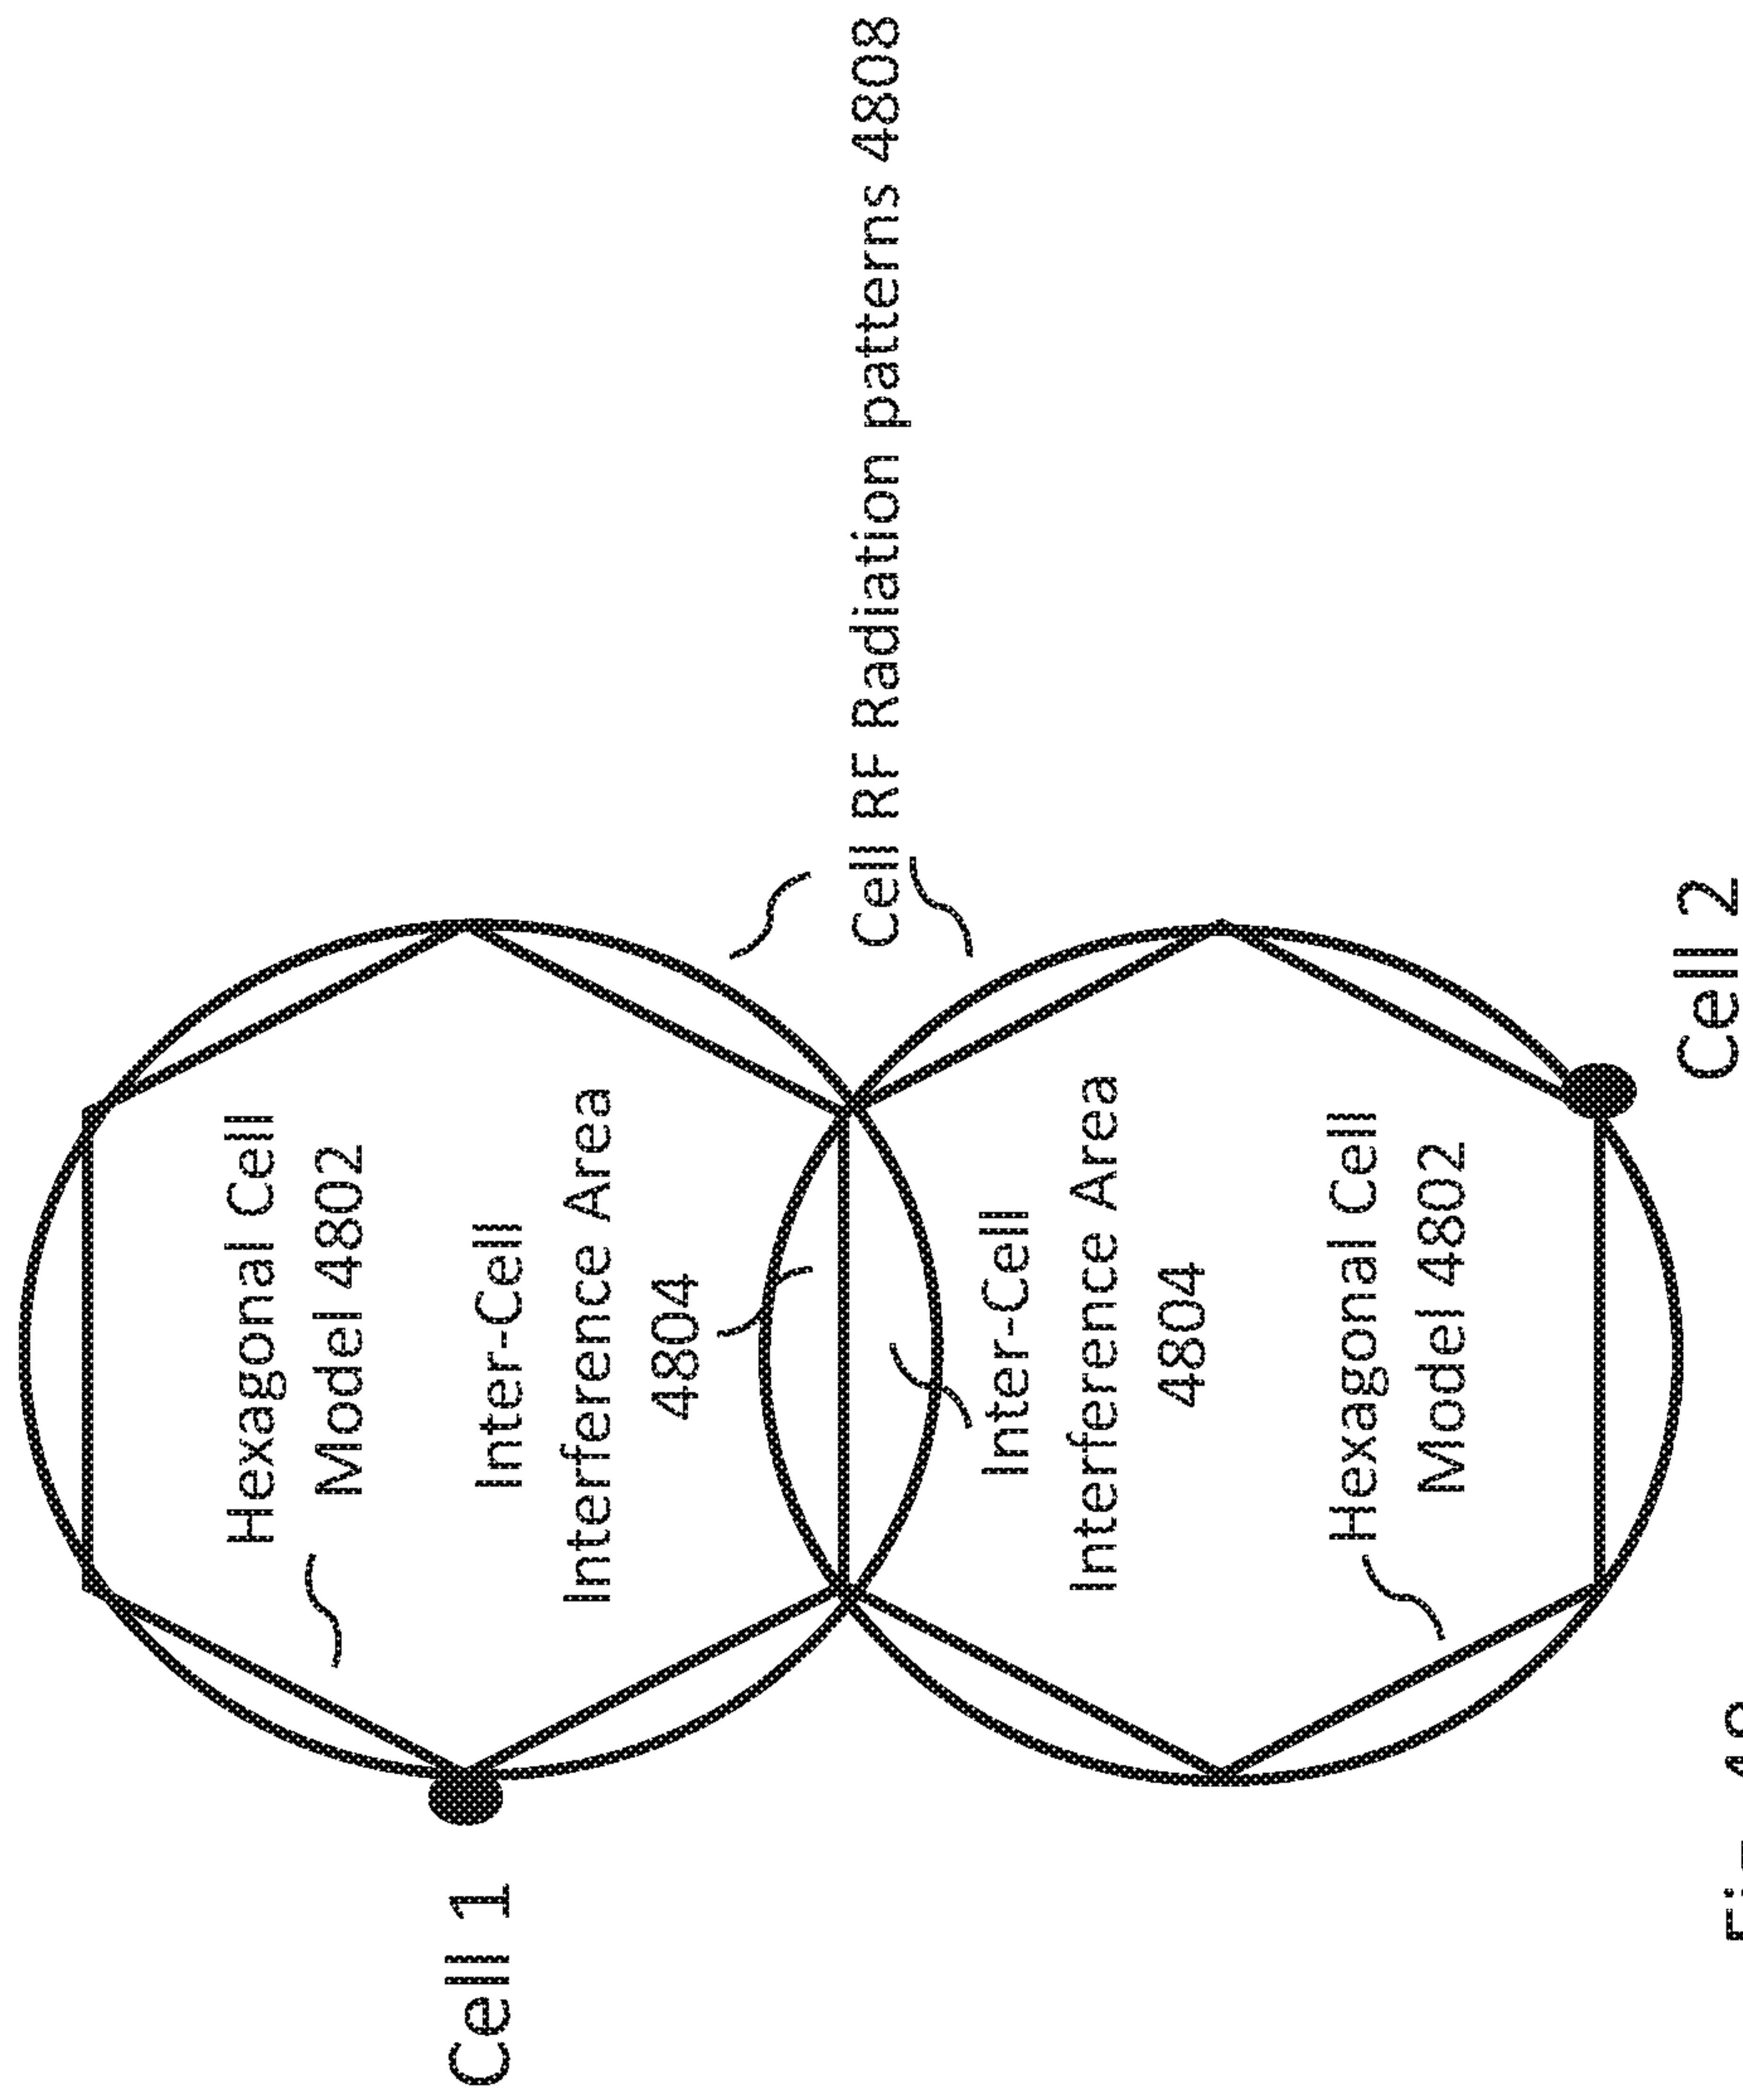 Hexagonal Cell
Model 4802
Cell 1
Inter-Cell
Interference Area
4804
Cell RF Radiation patterns 4808
Inter-Cell
Interference Area
4804
Hexagonal Cell
Model 4802
Cell 2